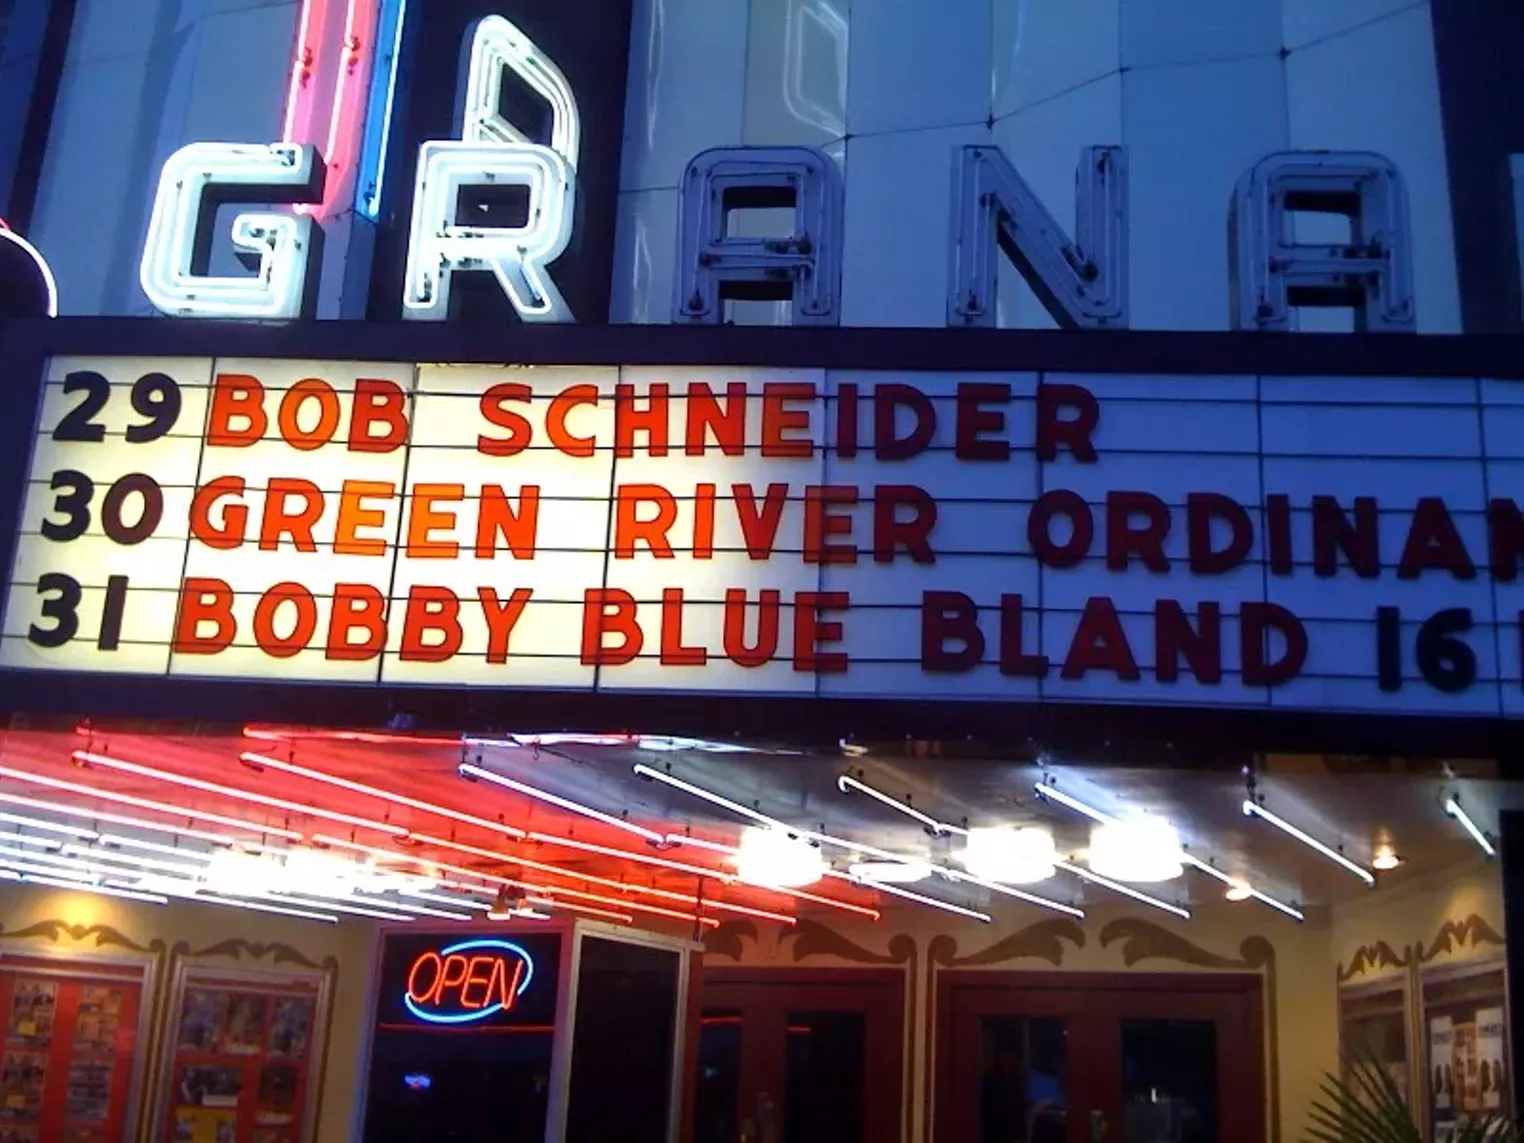 GRANA
29 BOB SCHNEIDER
30 GREEN RIVER ORDINAN
31 BOBBY BLUE BLAND 16
OPEN